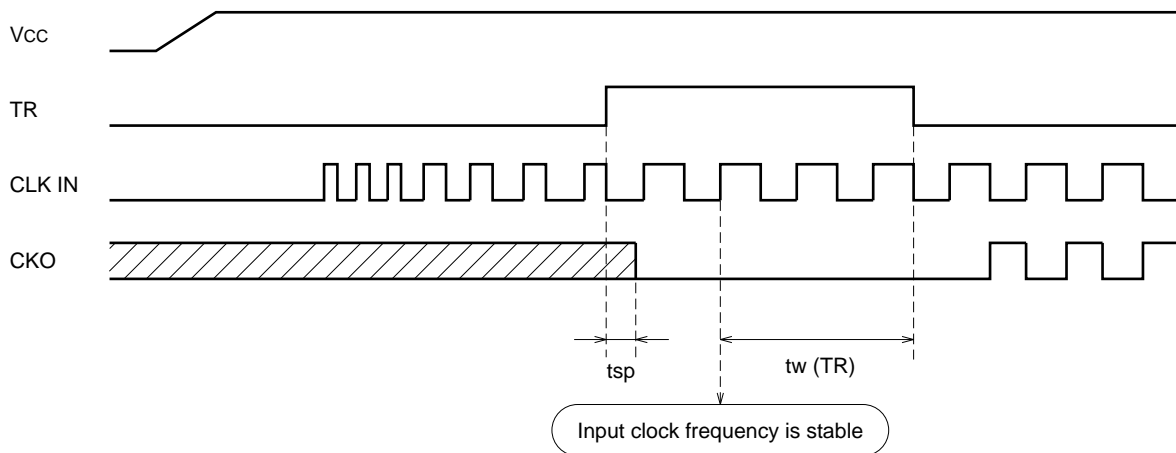 Vcc
TR
CLK IN
CKO
tsp
tw (TR)
Input clock frequency is stable